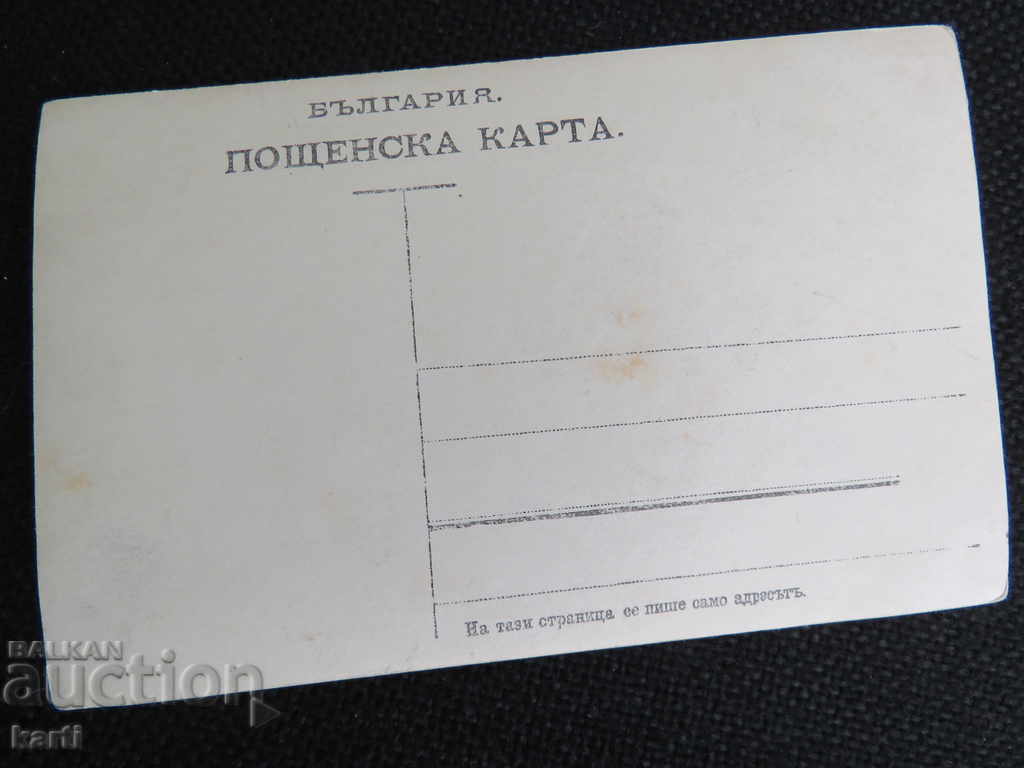 БЪЛГАРИЯ.
ПОЩЕНСКА КАРТА.
На тази страница се пише само адресътъ.
BALKAN
auction
karti